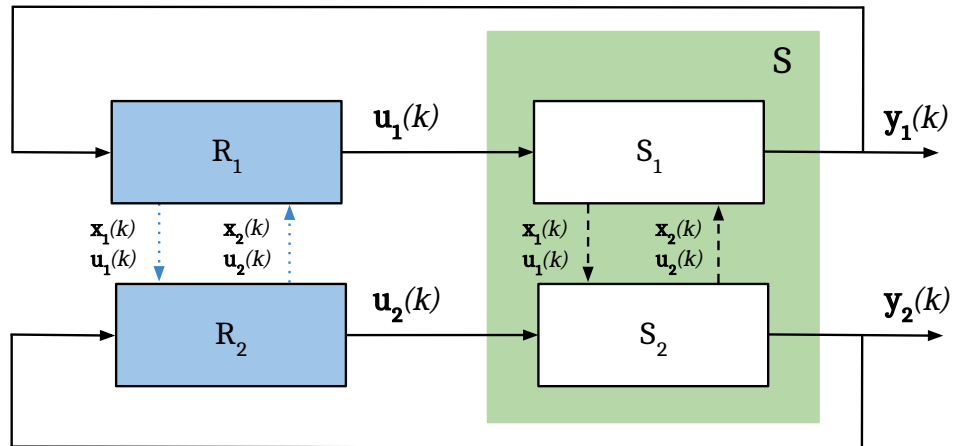 S
u₁(k)
y₁(k)
R₁
S₁
x₁(k)
u₁(k)
x₂(k)
u₂(k)
x₁(k)
u₁(k)
x₂(k)
u₂(k)
u₂(k)
y₂(k)
R₂
S₂